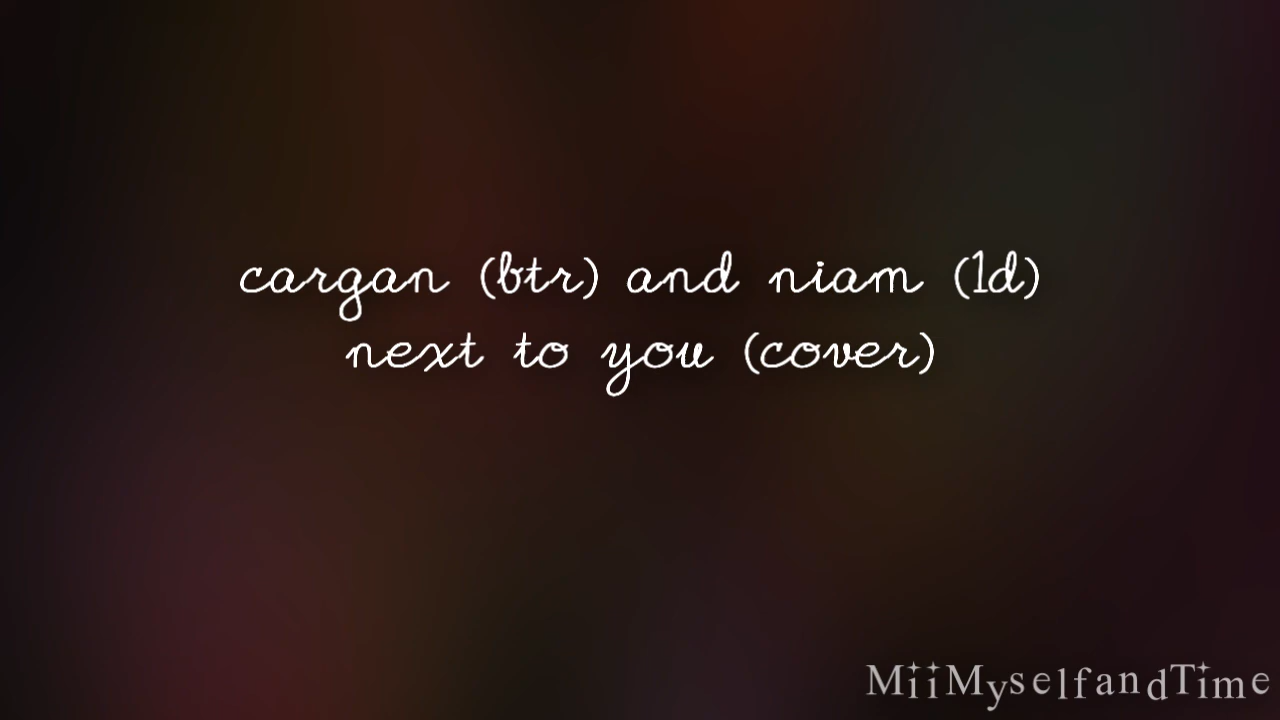 cargan (btr) and niam (1d)
next to you (cover)
MiiMyselfandTime